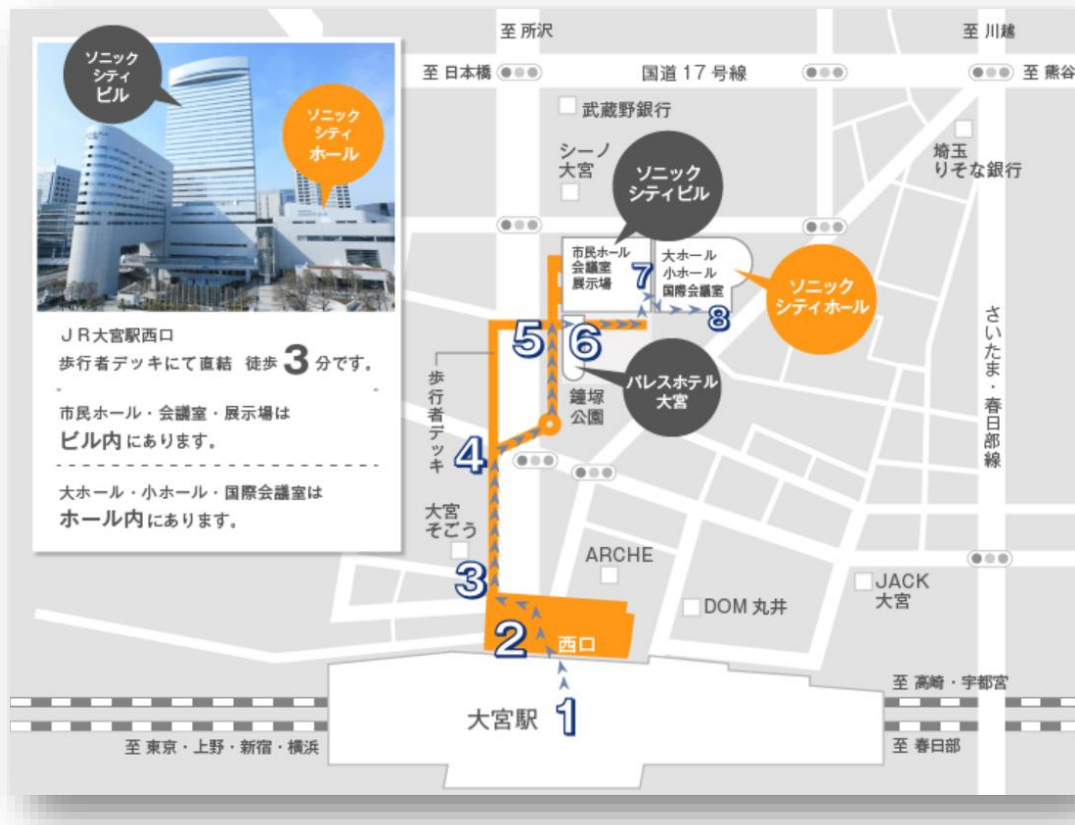 ソニック
シティ
ビル
ソニック
シティ
ホール
JR大宮駅西口
歩行者デッキにて直結 徒歩 3 分です。
市民ホール・会議室・展示場は
ビル内にあります。
大ホール・小ホール・国際会議室は
ホール内にあります。
至 所沢
至 川越
至 日本橋
国道 17 号線
至 熊谷
武蔵野銀行
シーノ
大宮
埼玉
りそな銀行
ソニック
シティビル
市民ホール
会議室
展示場
大ホール
小ホール
国際会議室
ソニック
シティホール
7
8
5
6
パレスホテル
大宮
鐘塚
公園
歩行者デッキ
さいたま・春日部線
4
大宮
そごう
3
ARCHE
DOM 丸井
JACK
大宮
2
西口
1
大宮駅
至 高崎・宇都宮
至 春日部
至 東京・上野・新宿・横浜